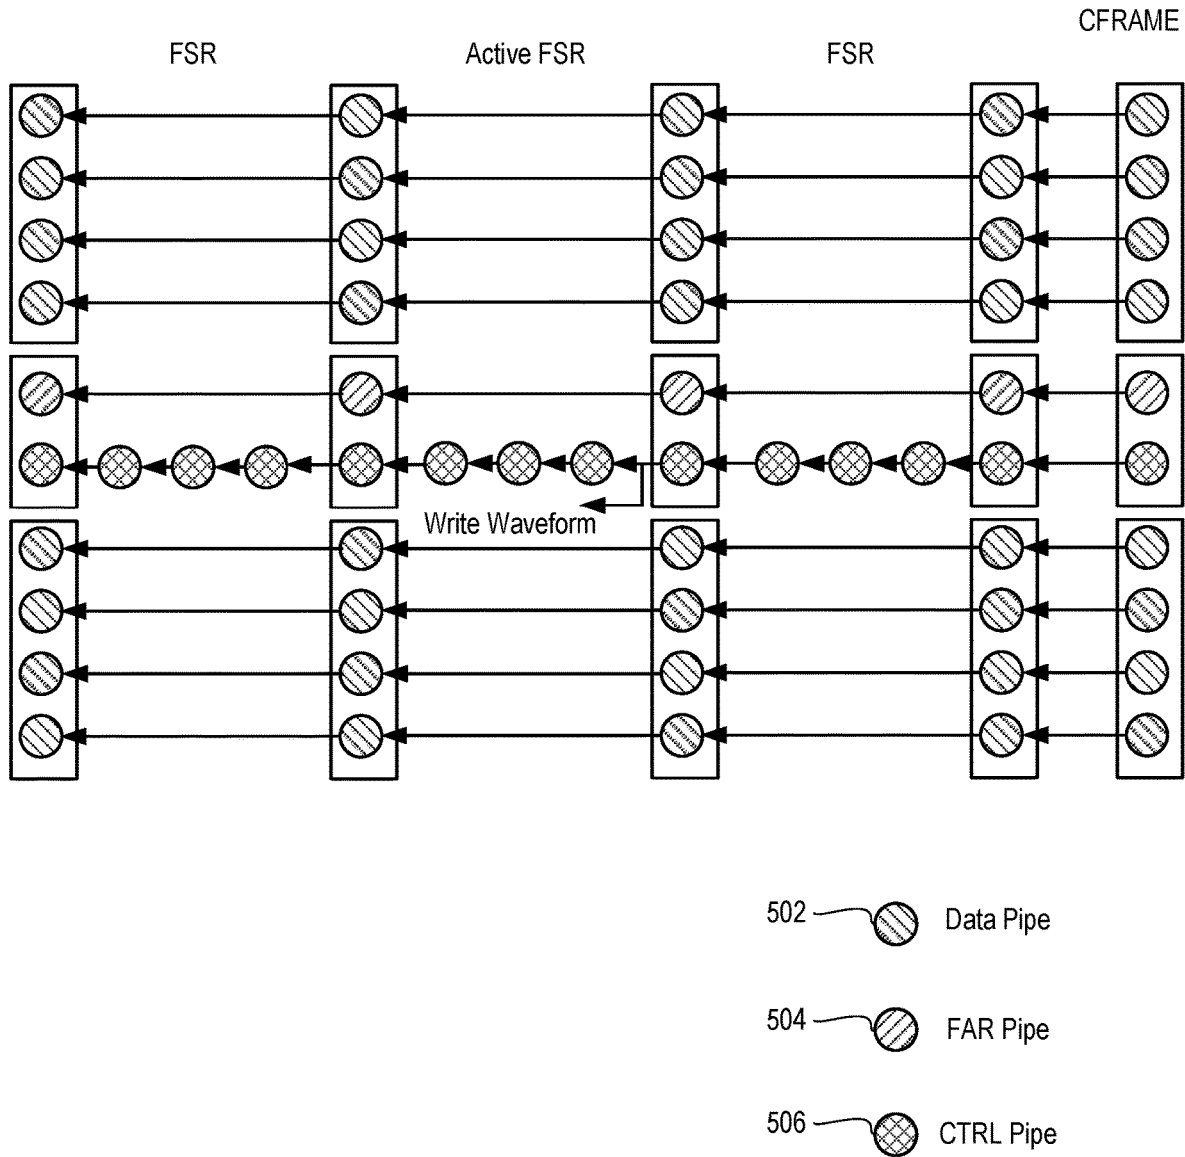 CFRAME
FSR
Active FSR
FSR
Write Waveform
502
Data Pipe
504
FAR Pipe
506
CTRL Pipe